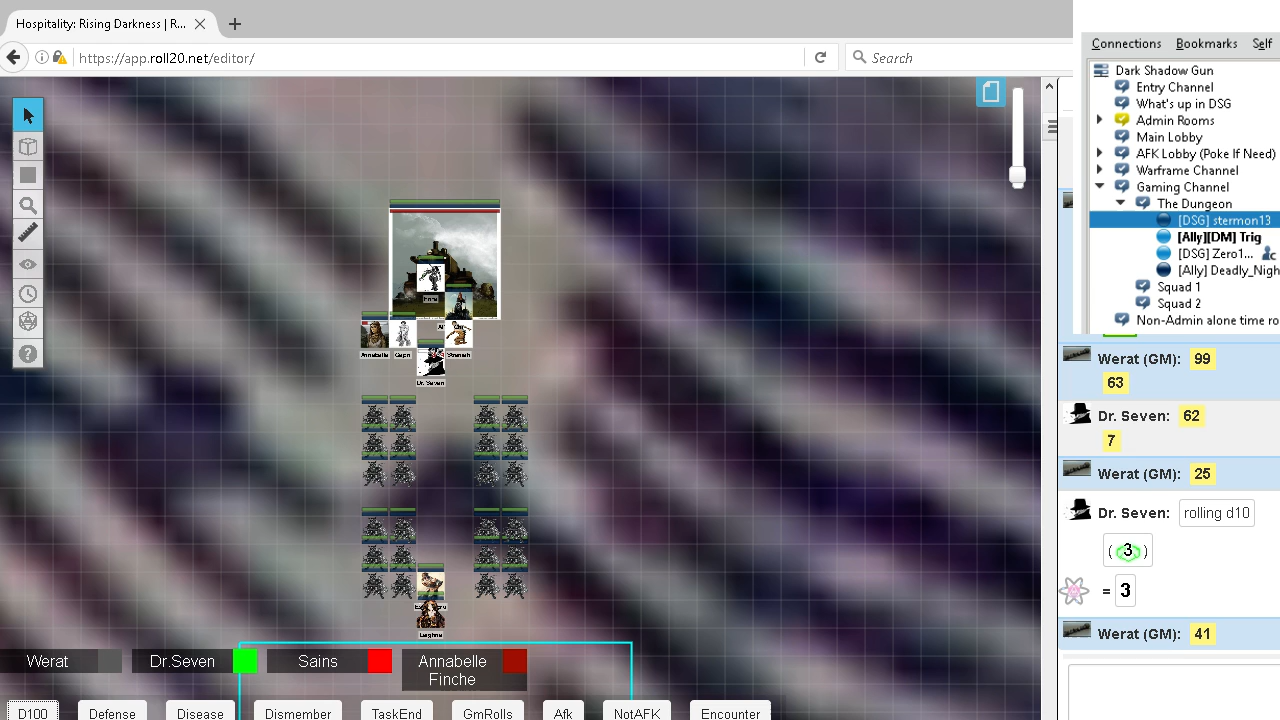 Hospitality: Rising Darkness | R...
https://app.roll20.net/editor/
Search
Connections Bookmarks Self
Dark Shadow Gun
Entry Channel
What's up in DSG
Admin Rooms
Main Lobby
AFK Lobby (Poke If Need)
Warframe Channel
Gaming Channel
The Dungeon
[DSG] stermon13
[Ally][DM] Trig
[DSG] Zero1...
[Ally] Deadly_Nigh
Squad 1
Squad 2
Non-Admin alone time ro
Werat (GM): 99
63
Dr. Seven: 62
7
Werat (GM): 25
Dr. Seven: rolling d10
(3)
= 3
Werat (GM): 41
Annabelle
Capri
Dr. Seven
Werat
Dr.Seven
Sains
Annabelle
Finche
D100
Defense
Disease
Dismember
TaskEnd
GmRolls
Afk
NotAFK
Encounter